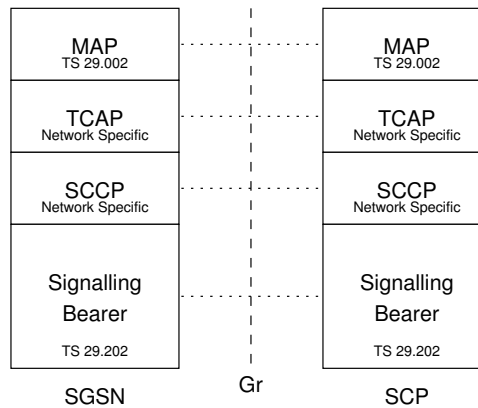 MAP
TS 29.002
TCAP
Network Specific
SCCP
Network Specific
Signalling
Bearer
TS 29.202
SGSN
Gr
MAP
TS 29.002
TCAP
Network Specific
SCCP
Network Specific
Signalling
Bearer
TS 29.202
SCP